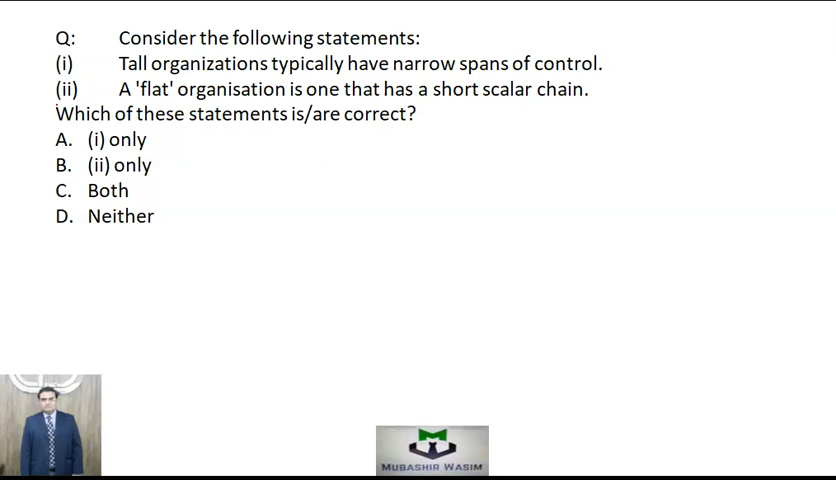 Q: Consider the following statements:
(i) Tall organizations typically have narrow spans of control.
(ii) A 'flat' organisation is one that has a short scalar chain.
Which of these statements is/are correct?
A. (i) only
B. (ii) only
C. Both
D. Neither
MUBASHIR WASIM